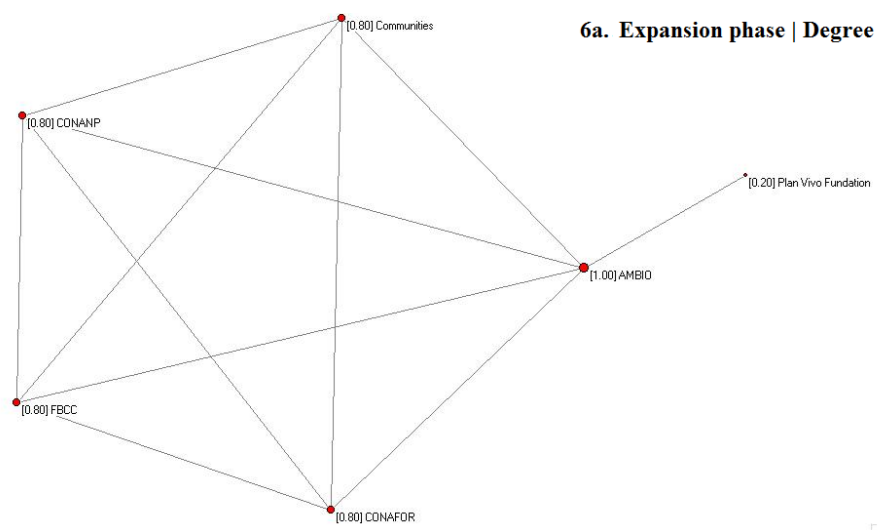 6a. Expansion phase | Degree
[0.80] Communities
[0.80] CONANP
[0.20] Plan Vivo Fundation
[1.00] AMBIO
[0.80] FBCC
[0.80] CONAFOR